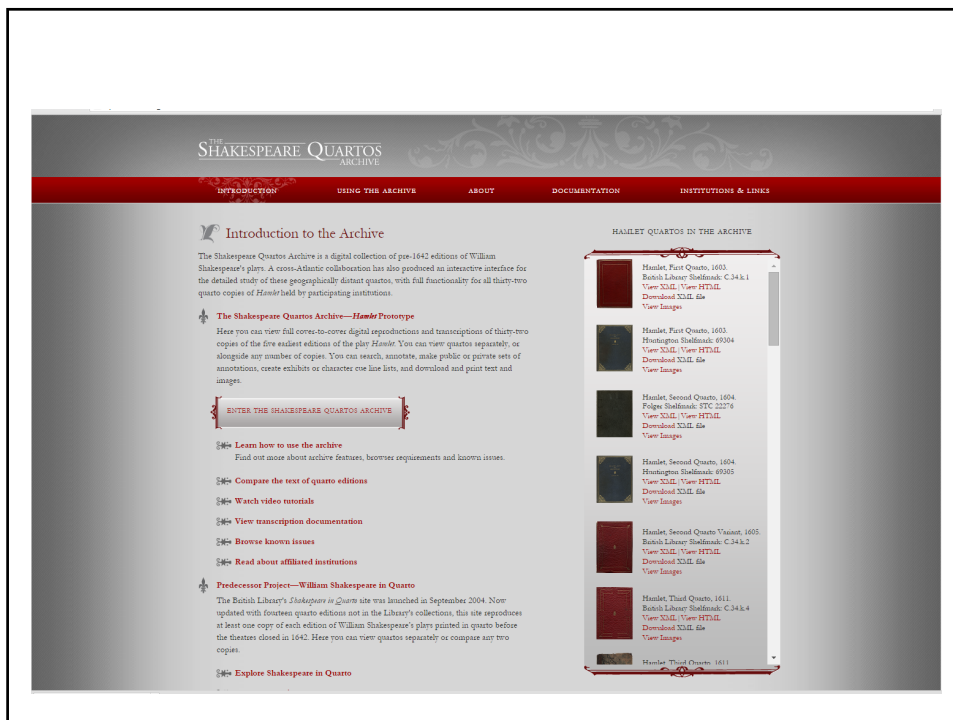 THE
SHAKESPEARE QUARTOS
ARCHIVE
INTRODUCTION
USING THE ARCHIVE
ABOUT
DOCUMENTATION
INSTITUTIONS & LINKS
Introduction to the Archive
The Shakespeare Quartos Archive is a digital collection of pre-1642 editions of William
Shakespeare's plays. A cross-Atlantic collaboration has also produced an interactive interface for
the detailed study of these geographically distant quartos, with full functionality for all thirty-two
quarto copies of Hamlet held by participating institutions.
The Shakespeare Quartos Archive—Hamlet Prototype
Here you can view full cover-to-cover digital reproductions and transcriptions of thirty-two
copies of the five earliest editions of the play Hamlet. You can view quartos separately, or
alongside any number of copies. You can search, annotate, make public or private sets of
annotations, create exhibits or character cue line lists, and download and print text and
images.
ENTER THE SHAKESPEARE QUARTOS ARCHIVE
Learn how to use the archive
Find out more about archive features, browser requirements and known issues.
Compare the text of quarto editions
Watch video tutorials
View transcription documentation
Browse known issues
Read about affiliated institutions
Predecessor Project—William Shakespeare in Quarto
The British Library's Shakespeare in Quarto site was launched in September 2004. Now
updated with fourteen quarto editions not in the Library's collections, this site reproduces
at least one copy of each edition of William Shakespeare's plays printed in quarto before
the theatres closed in 1642. Here you can view quartos separately or compare any two
copies.
Explore Shakespeare in Quarto
HAMLET QUARTOS IN THE ARCHIVE
Hamlet, First Quarto, 1603.
British Library Shelfmark: C.34.k.1
View XML | View HTML
Download XML file
View Images
Hamlet, First Quarto, 1603.
Huntington Shelfmark: 69304
View XML | View HTML
Download XML file
View Images
Hamlet, Second Quarto, 1604.
Folger Shelfmark: STC 22276
View XML | View HTML
Download XML file
View Images
Hamlet, Second Quarto, 1604.
Huntington Shelfmark: 69305
View XML | View HTML
Download XML file
View Images
Hamlet, Second Quarto Variant, 1605.
British Library Shelfmark: C.34.k.2
View XML | View HTML
Download XML file
View Images
Hamlet, Third Quarto, 1611.
British Library Shelfmark: C.34.k.4
View XML | View HTML
Download XML file
View Images
Hamlet, Third Quarto, 1611.